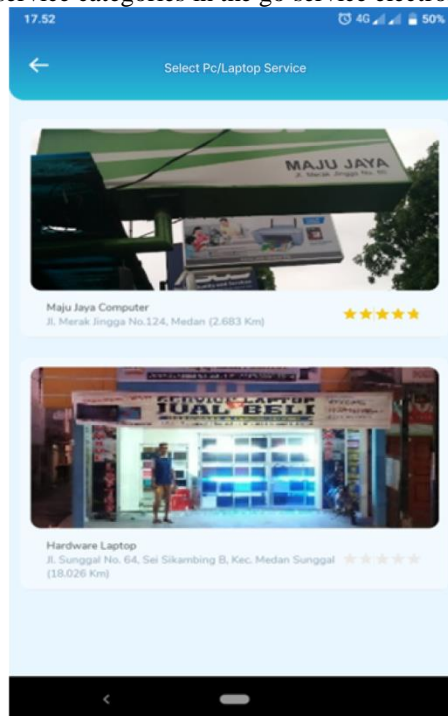 service categories in the go service electro
17.52
4G
50%
Select Pc/Laptop Service
MAJU JAYA
Jl. Merak Jingga No.
Maju Jaya Computer
Jl. Merak Jingga No.124, Medan (2.683 Km)
SERVICE LAPTOP
JUAL BELI
Hardware Laptop
Jl. Sunggal No. 64, Sei Sikambing B, Kec. Medan Sunggal
(18.026 Km)